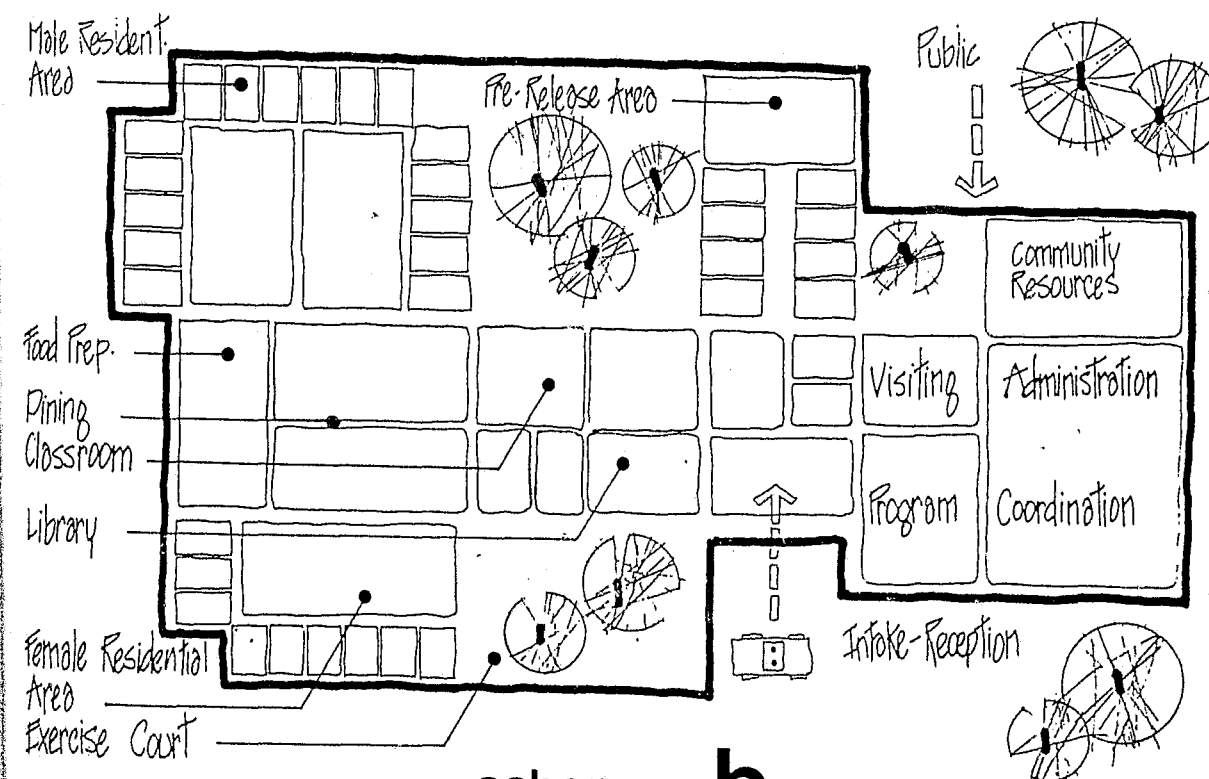 Male Resident.
Area
Pre-Release Area
Public
Community
Resources
Food Prep.
Dining
Classroom
Visiting
Administration
Library
Program
Coordination
Female Residential
Area
Exercise Court
Intake-Reception
b